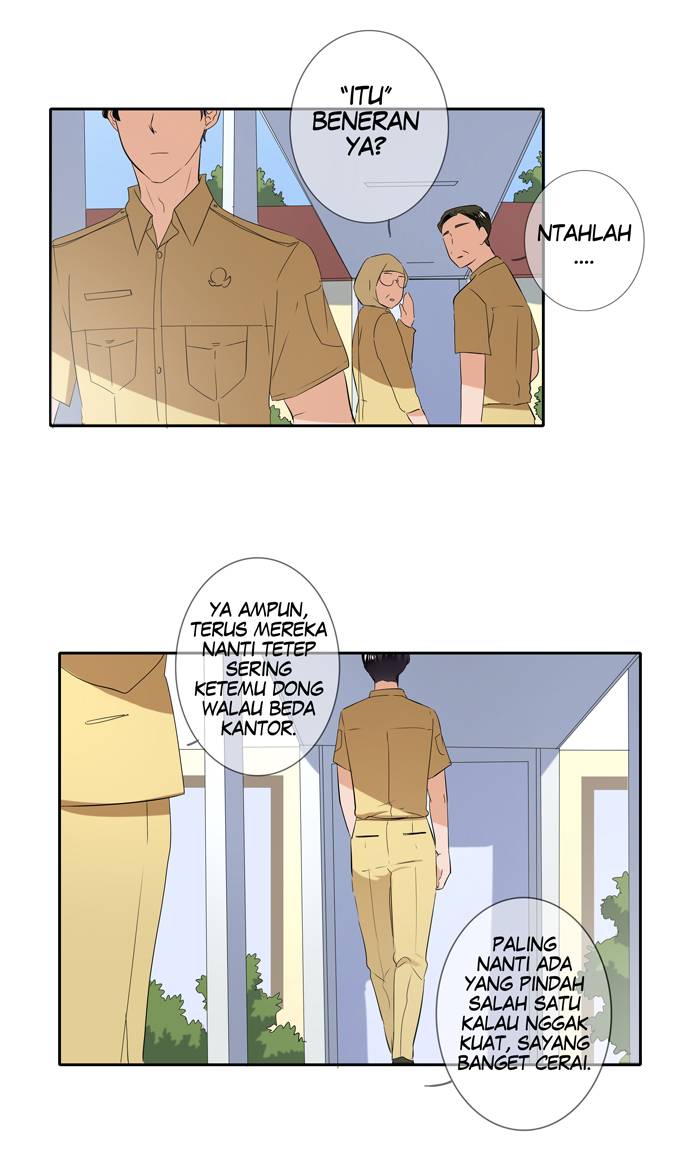 "ITU"
BENERAN
YA?
NTAHLAH
....
YA AMPUN,
TERUS MEREKA
NANTI TETEP
SERING
KETEMU DONG
WALAU BEDA
KANTOR.
PALING
NANTI ADA
YANG PINDAH
SALAH SATU
KALAU NGGAK
KUAT, SAYANG
BANGET CERAI.